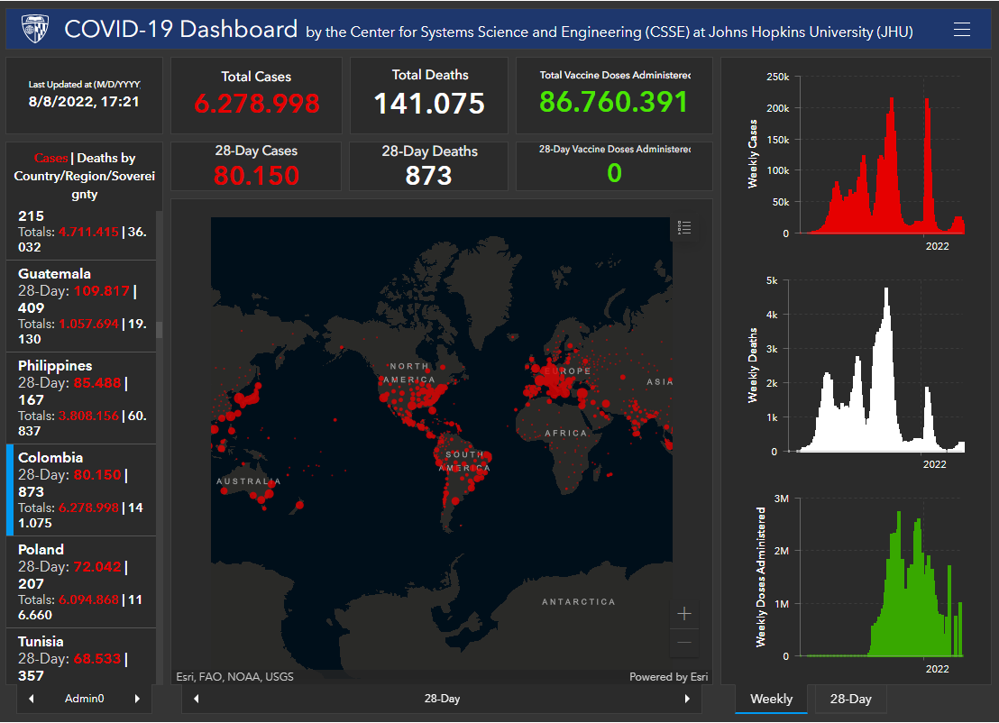 COVID-19 Dashboard by the Center for Systems Science and Engineering (CSSE) at Johns Hopkins University (JHU)
Last Updated at (M/D/YYYY
8/8/2022, 17:21
Total Cases
6.278.998
Total Deaths
141.075
Total Vaccine Doses Administered
86.760.391
28-Day Cases
80.150
28-Day Deaths
873
28-Day Vaccine Doses Administered
0
Cases | Deaths by
Country/Region/Soverei
gnty
215
Totals: 4.711.415 | 36.
032
Guatemala
28-Day: 109.817 |
409
Totals: 1.057.694 | 19.
130
Philippines
28-Day: 85.488 |
167
Totals: 3.808.156 | 60.
837
Colombia
28-Day: 80.150 |
873
Totals: 6.278.998 | 14
1.075
Poland
28-Day: 72.042 |
207
Totals: 6.094.868 | 11
6.660
Tunisia
28-Day: 68.533 |
357
Admin0
NORTH
AMERICA
EUROPE
ASIA
AFRICA
SOUTH
AMERICA
AUSTRALIA
ANTARCTICA
Esri, FAO, NOAA, USGS
Powered by Esri
28-Day
Weekly Cases
250k
200k
150k
100k
50k
0
2022
Weekly Deaths
5k
4k
3k
2k
1k
0
2022
Weekly Doses Administered
3M
2M
1M
0
2022
Weekly
28-Day